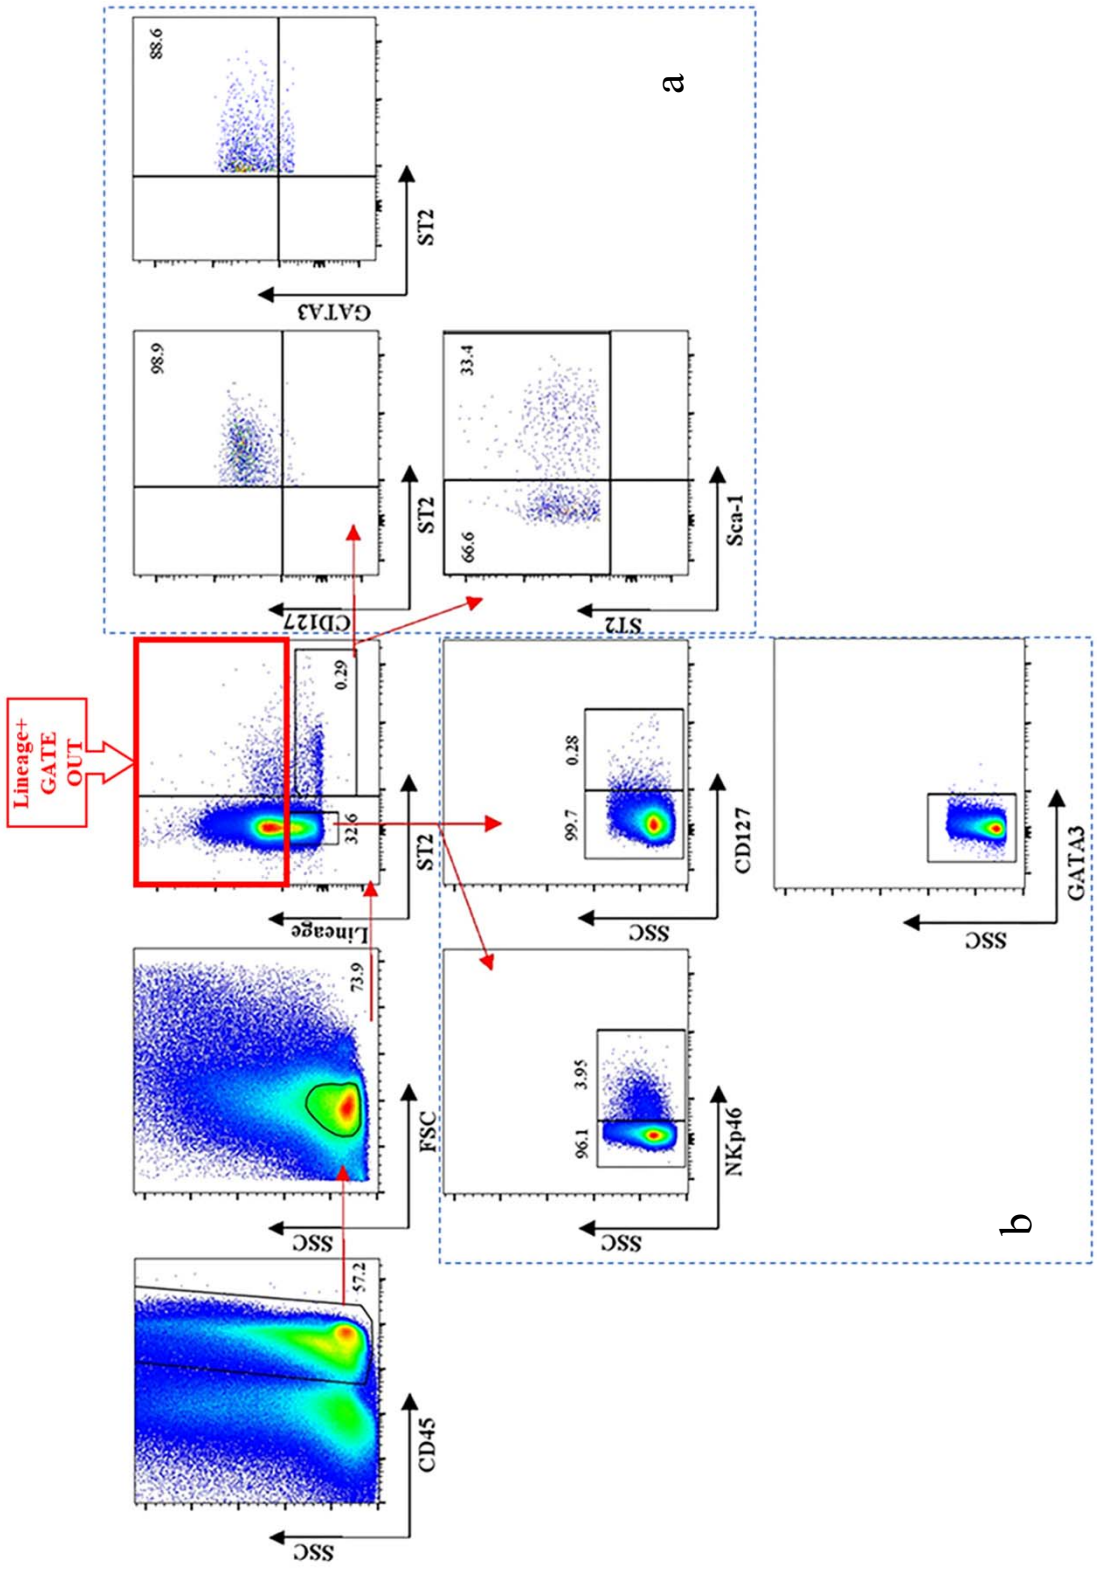 Lineage+
GATE
OUT
57.2
SSC
CD45
73.9
SSC
FSC
32.6
0.29
Lineage
ST2
98.9
CD127
ST2
88.6
GATA3
ST2
66.6
33.4
ST2
Sca-1
a
96.1
3.95
SSC
NKp46
99.7
0.28
SSC
CD127
SSC
GATA3
b